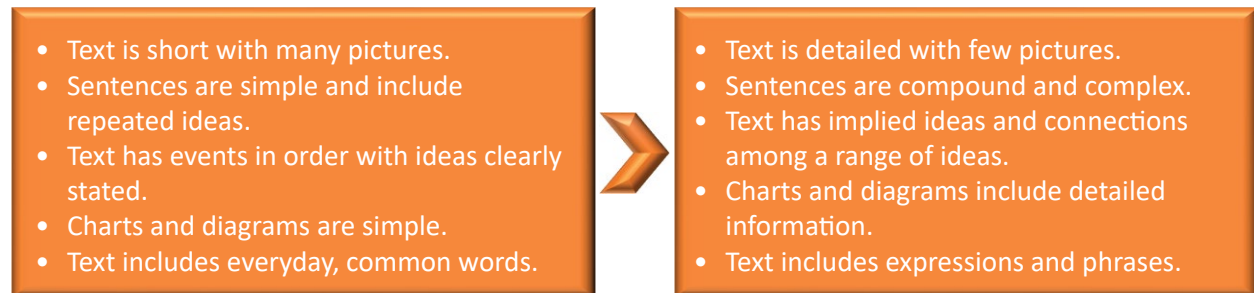 • Text is short with many pictures.
• Sentences are simple and include
repeated ideas.
• Text has events in order with ideas clearly
stated.
• Charts and diagrams are simple.
• Text includes everyday, common words.
• Text is detailed with few pictures.
• Sentences are compound and complex.
• Text has implied ideas and connections
among a range of ideas.
• Charts and diagrams include detailed
information.
• Text includes expressions and phrases.